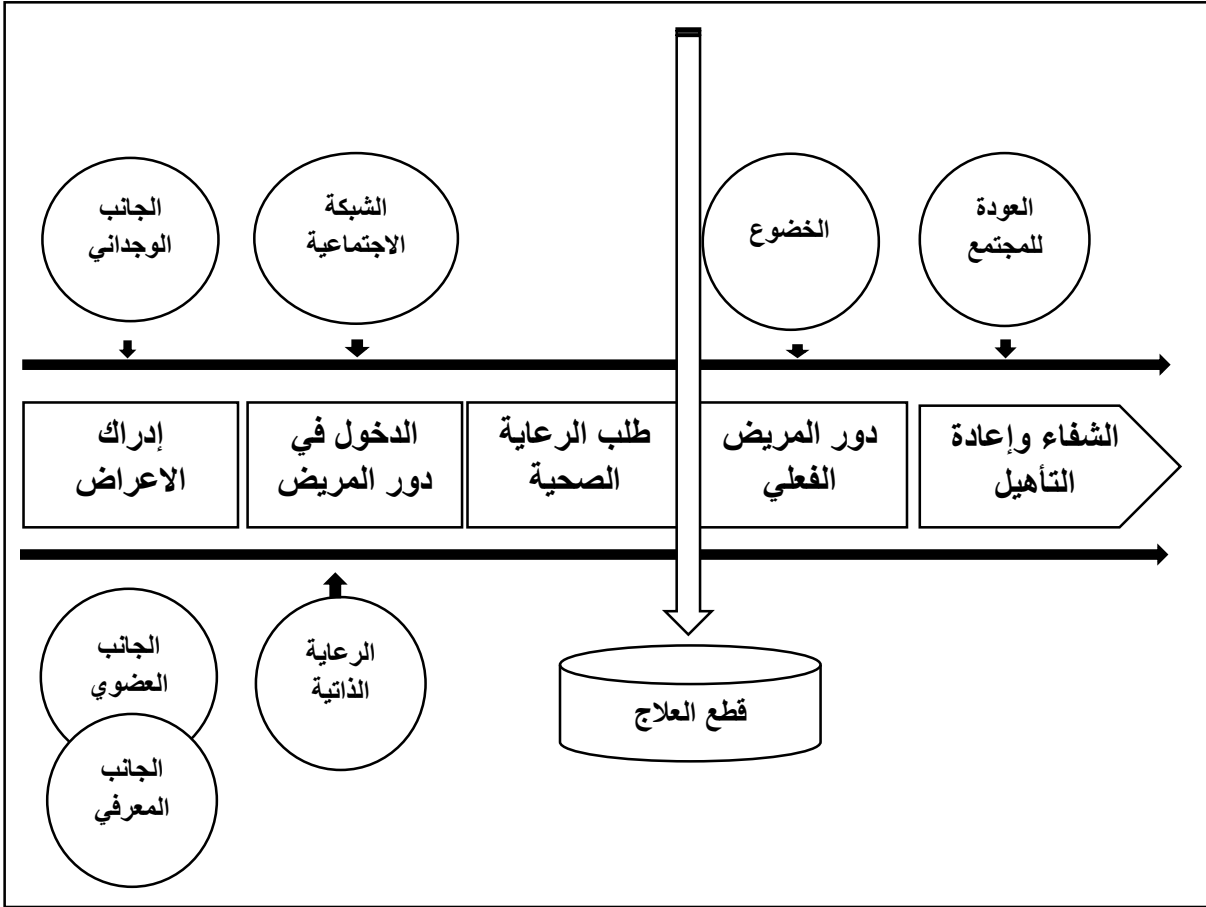 الجانب
الوجداني
الشبكة
الاجتماعية
الخضوع
العودة
للمجتمع
إدراك
الاعراض
الدخول في
دور المريض
طلب الرعاية
الصحية
دور المريض
الفعلي
الشفاء وإعادة
التأهيل
الجانب
العضوي
الجانب
المعرفي
الرعاية
الذاتية
قطع العلاج